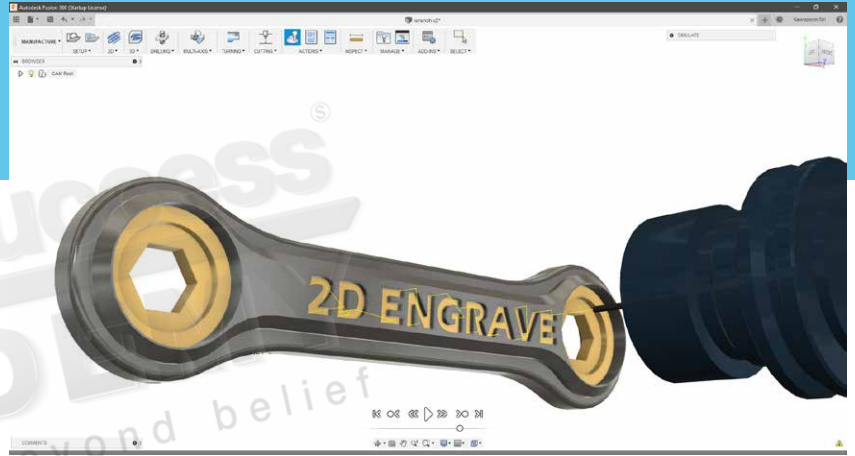 Autodesk Fusion 360 (Startup License)
wrench v2*
MANUFACTURE
SETUP
2D
3D
DRILLING
MULTI-AXIS
TURNING
CUTTING
ACTIONS
INSPECT
MANAGE
ADD-INS
SELECT
SIMULATE
BROWSER
CAM Root
2D ENGRAVE
beyond belief
COMMENTS